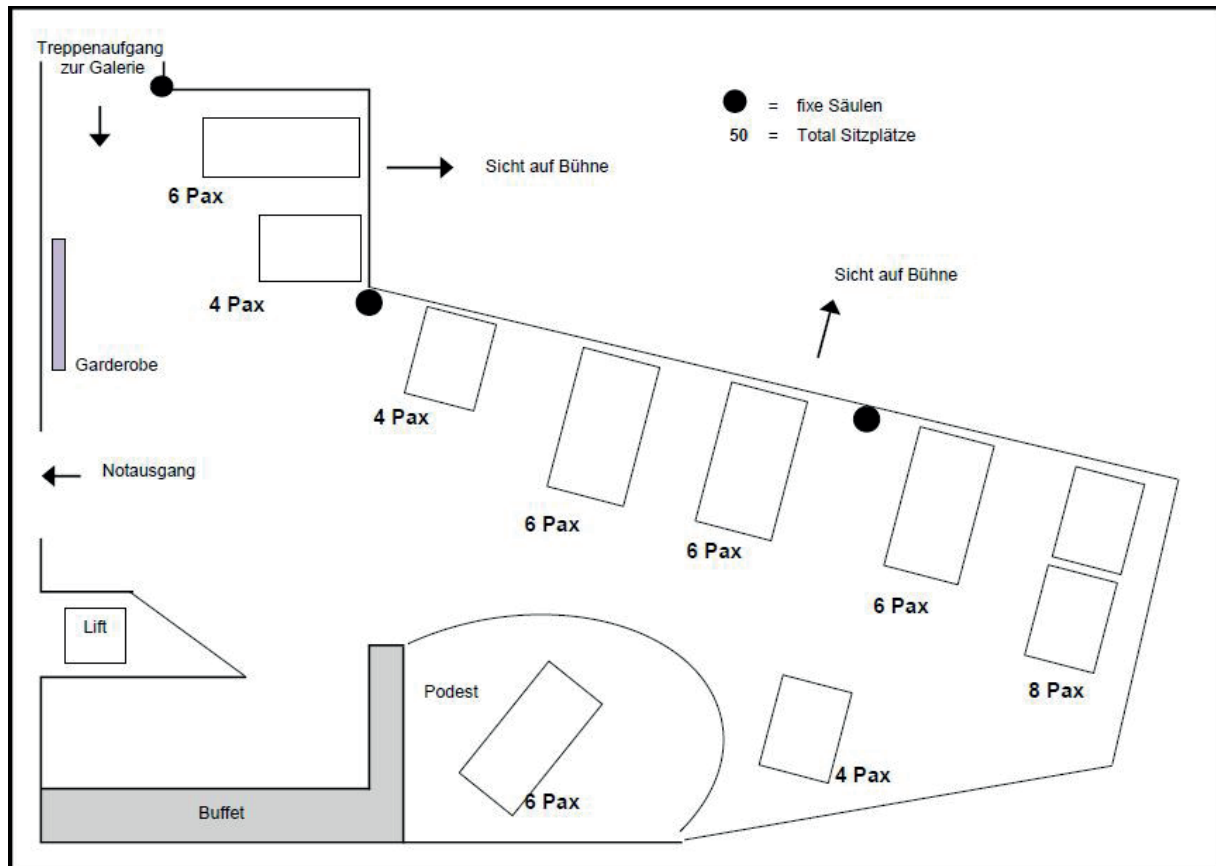 Treppenaufgang
zur Galerie
= fixe Säulen
50 = Total Sitzplätze
Sicht auf Bühne
6 Pax
Sicht auf Bühne
4 Pax
Garderobe
4 Pax
Notausgang
6 Pax
6 Pax
6 Pax
Lift
8 Pax
Podest
4 Pax
6 Pax
Buffet